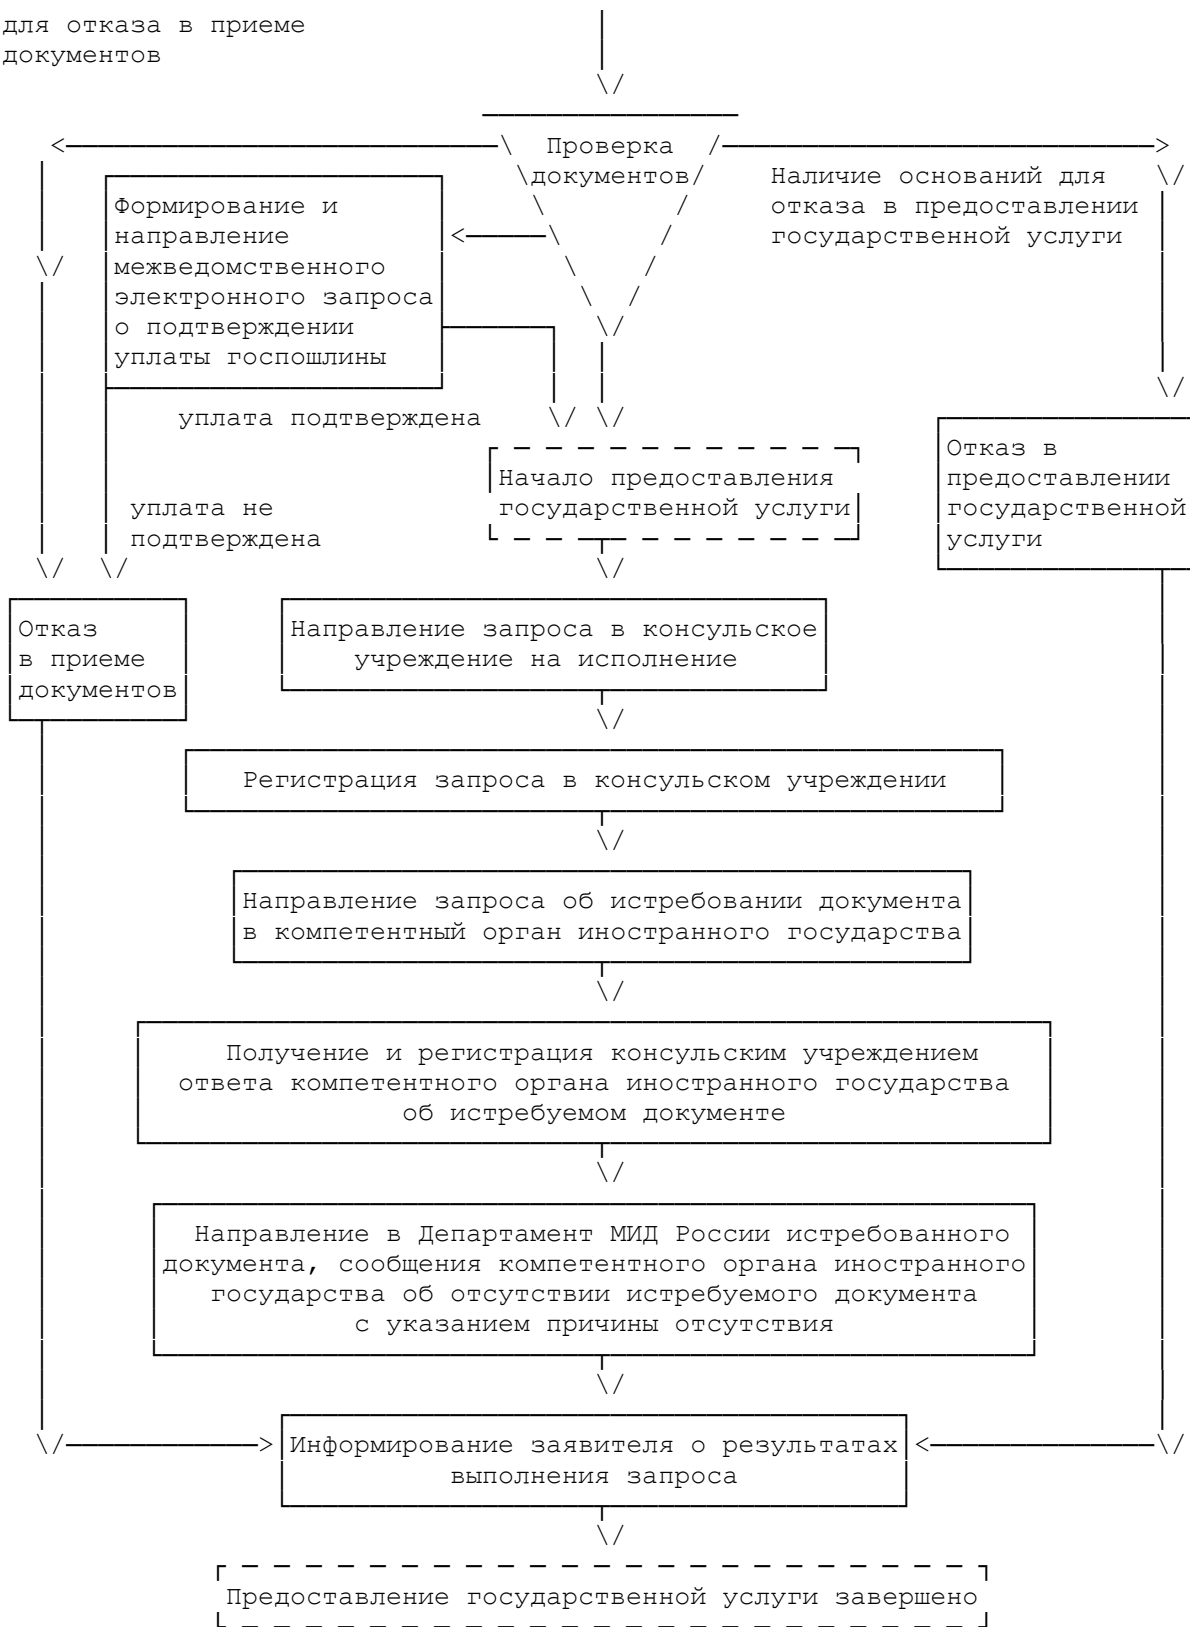 для отказа в приеме
документов
Проверка
документов
Наличие оснований для
отказа в предоставлении
государственной услуги
Формирование и
направление
межведомственного
электронного запроса
о подтверждении
уплаты госпошлины
уплата подтверждена
уплата не
подтверждена
Начало предоставления
государственной услуги
Отказ в
предоставлении
государственной
услуги
Отказ
в приеме
документов
Направление запроса в консульское
учреждение на исполнение
Регистрация запроса в консульском учреждении
Направление запроса об истребовании документа
в компетентный орган иностранного государства
Получение и регистрация консульским учреждением
ответа компетентного органа иностранного государства
об истребуемом документе
Направление в Департамент МИД России истребованного
документа, сообщения компетентного органа иностранного
государства об отсутствии истребуемого документа
с указанием причины отсутствия
Информирование заявителя о результатах
выполнения запроса
Предоставление государственной услуги завершено